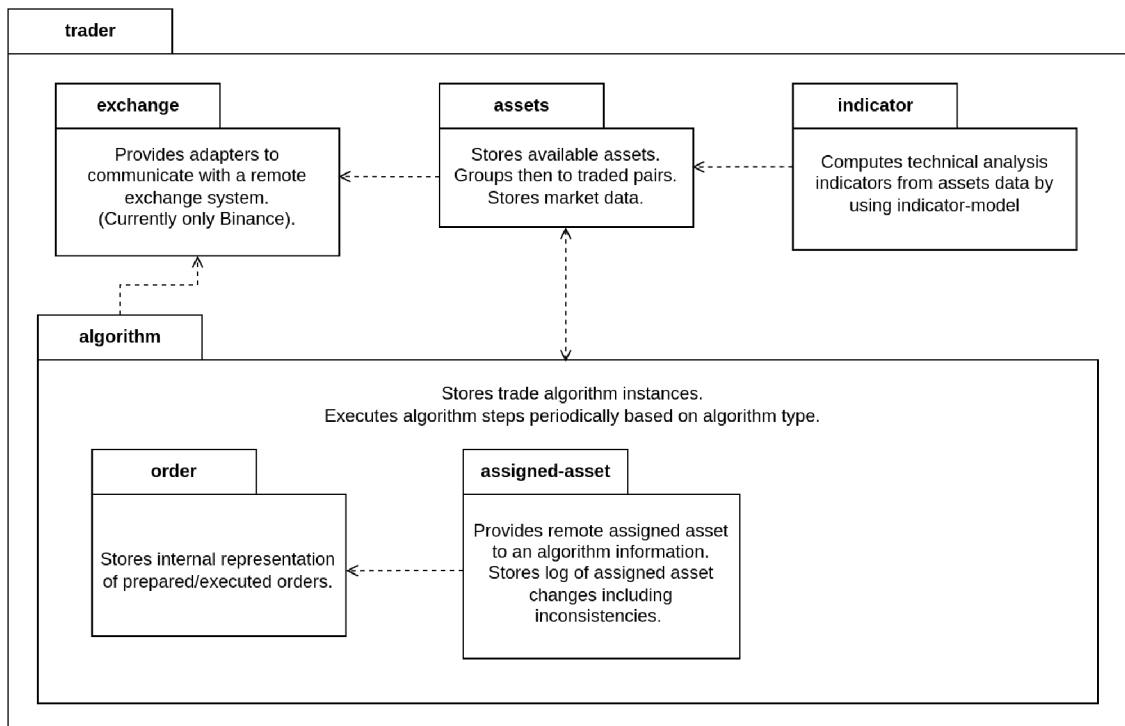 trader
exchange
Provides adapters to
communicate with a remote
exchange system.
(Currently only Binance).
assets
Stores available assets.
Groups then to traded pairs.
Stores market data.
indicator
Computes technical analysis
indicators from assets data by
using indicator-model
algorithm
Stores trade algorithm instances.
Executes algorithm steps periodically based on algorithm type.
order
Stores internal representation
of prepared/executed orders.
assigned-asset
Provides remote assigned asset
to an algorithm information.
Stores log of assigned asset
changes including
inconsistencies.